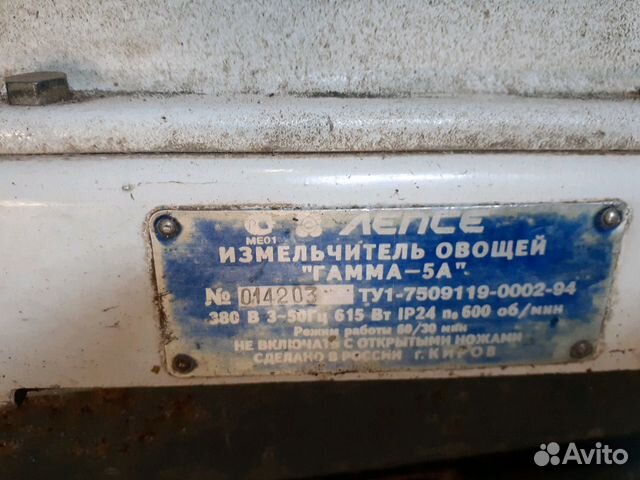 ЛЕПСЕ
МЕ01
ИЗМЕЛЬЧИТЕЛЬ ОВОЩЕЙ
"ГАММА-5А"
№ 014203 ТУ1-7509119-0002-94
380 В 3~50Гц 615 Вт IP24 n₀ 600 об/мин
Режим работы 60/30 мин
НЕ ВКЛЮЧАТЬ С ОТКРЫТЫМИ НОЖАМИ
СДЕЛАНО В РОССИИ г. КИРОВ
Avito